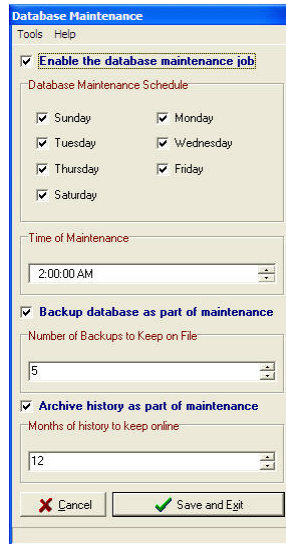 Database Maintenance
Tools Help
Enable the database maintenance job
Database Maintenance Schedule
Sunday Monday
Tuesday Wednesday
Thursday Friday
Saturday
Time of Maintenance
2:00:00 AM
Backup database as part of maintenance
Number of Backups to Keep on File
5
Archive history as part of maintenance
Months of history to keep online
12
Cancel Save and Exit